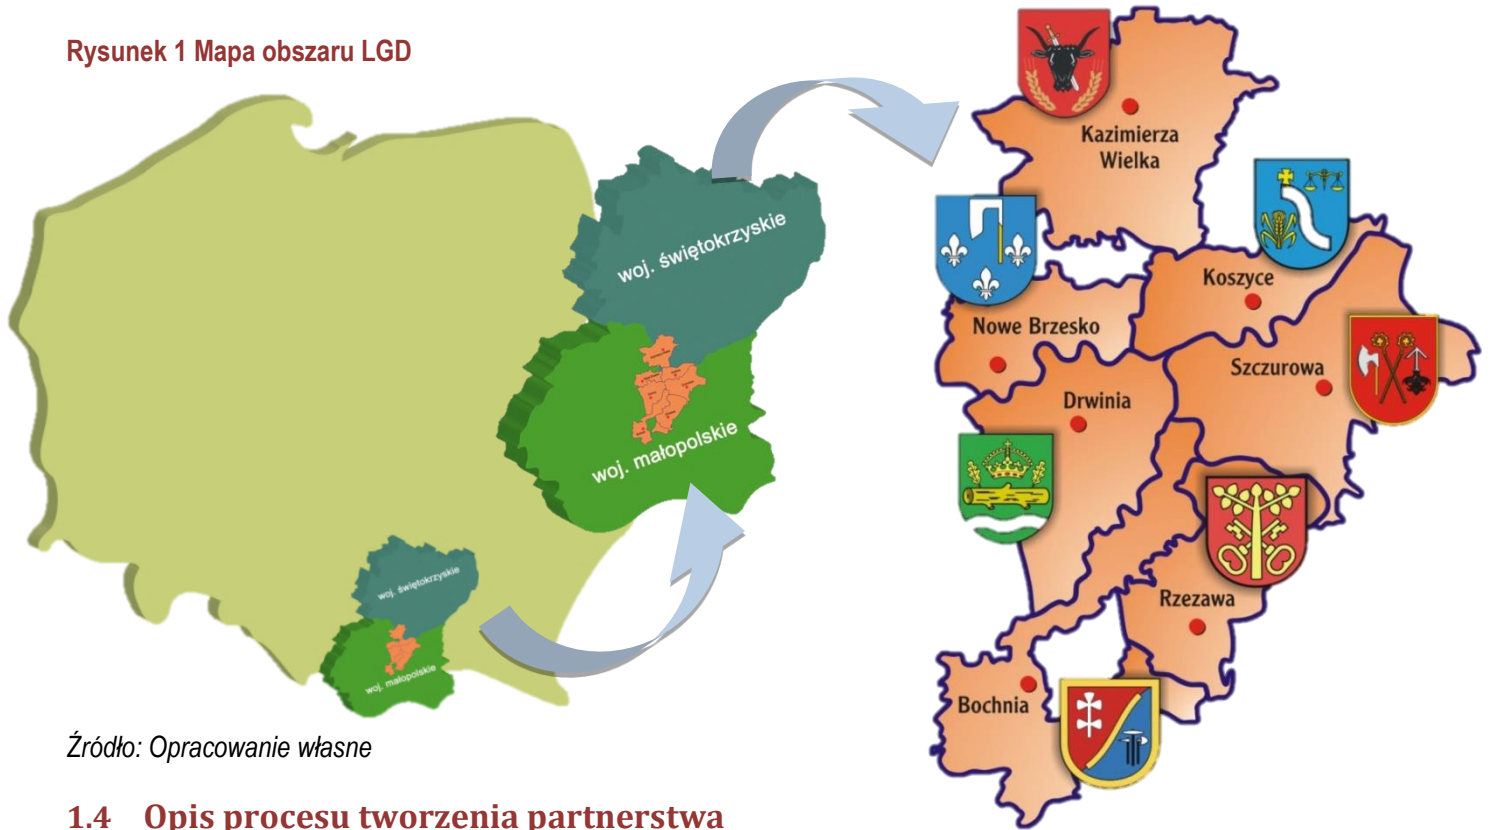 Rysunek 1 Mapa obszaru LGD
woj. świętokrzyskie
woj. małopolskie
woj. świętokrzyskie
woj. małopolskie
Kazimierza
Wielka
Koszyce
Nowe Brzesko
Szczurowa
Drwinia
Rzezawa
Bochnia
Źródło: Opracowanie własne
1.4 Opis procesu tworzenia partnerstwa